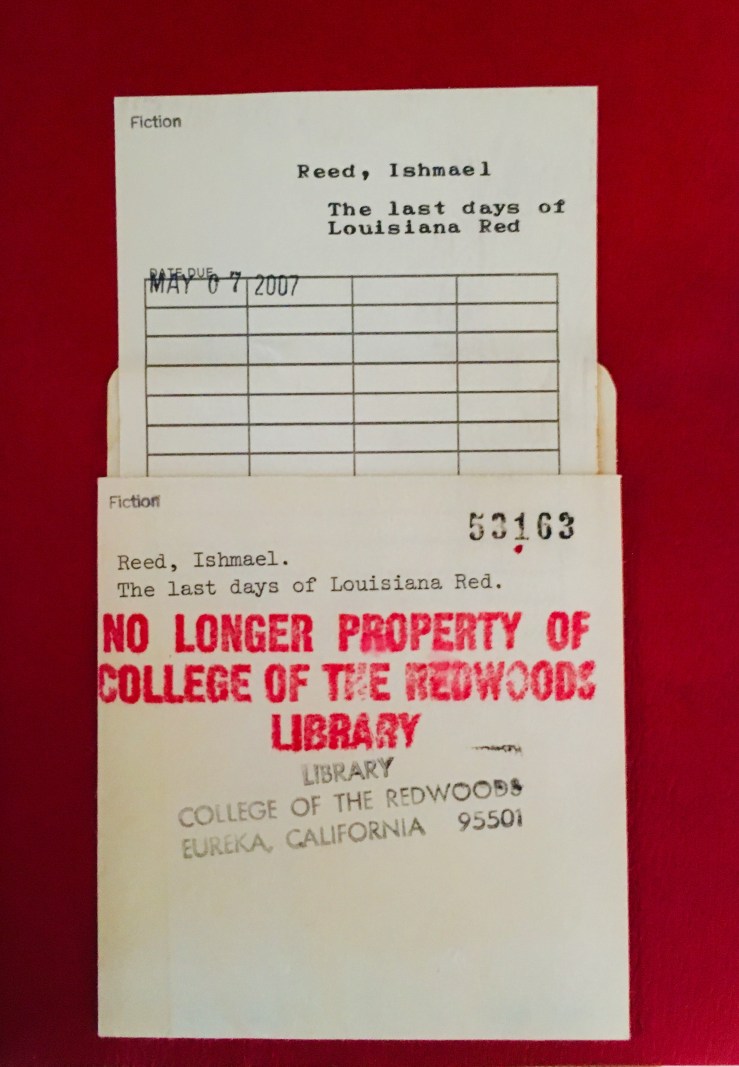 Fiction
Reed, Ishmael
The last days of
Louisiana Red
DATE DUE
MAY 07 2007
Fiction
53163
Reed, Ishmael.
The last days of Louisiana Red.
NO LONGER PROPERTY OF
COLLEGE OF THE REDWOODS
LIBRARY
LIBRARY
COLLEGE OF THE REDWOODS
EUREKA, CALIFORNIA 95501